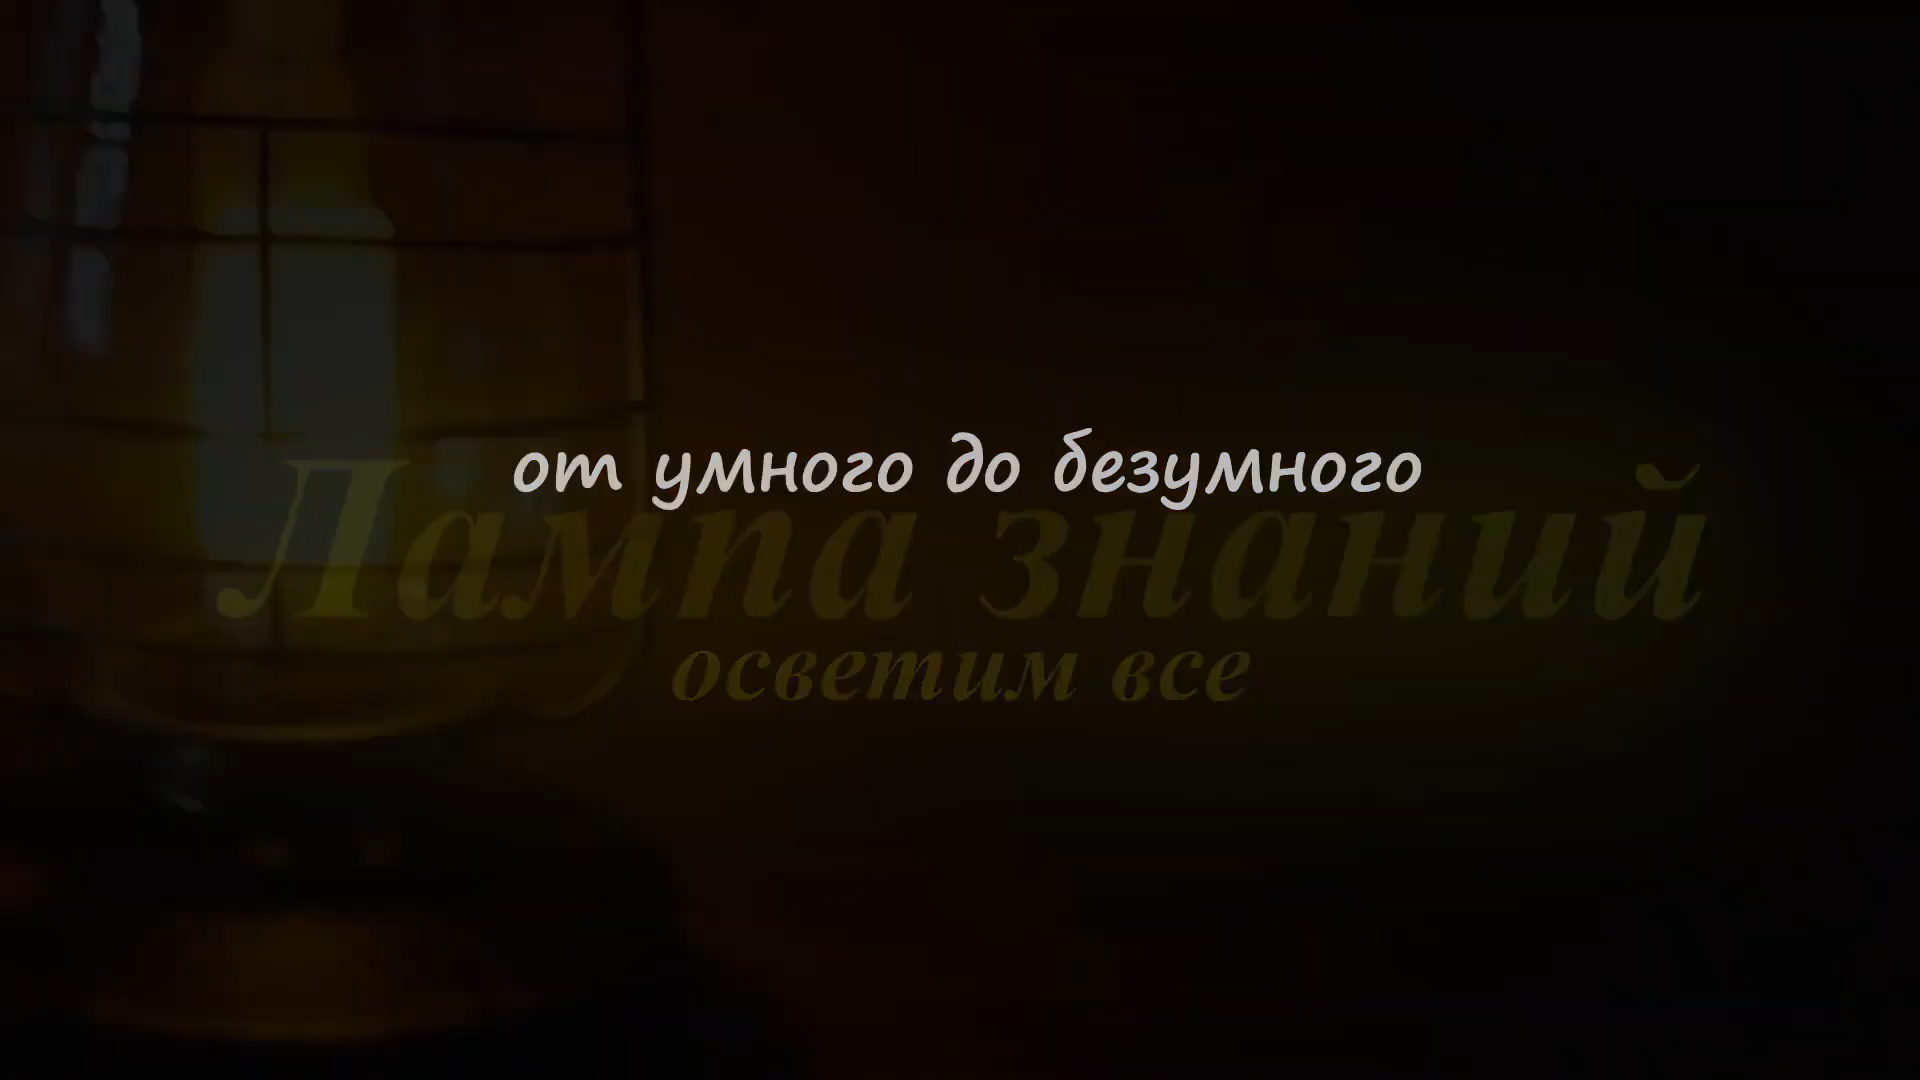 от умного до безумного
Лампа знаний
осветим все